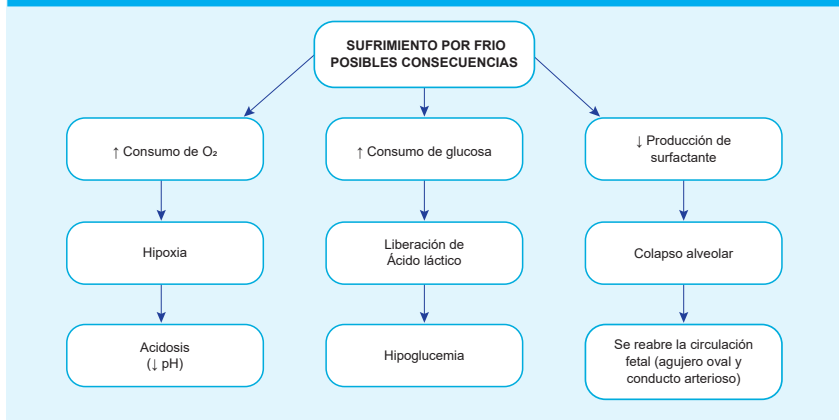 SUFRIMIENTO POR FRIO
POSIBLES CONSECUENCIAS
↑ Consumo de O₂
↑ Consumo de glucosa
↓ Producción de
surfactante
Hipoxia
Liberación de
Ácido láctico
Colapso alveolar
Acidosis
(↓ pH)
Hipoglucemia
Se reabre la circulación
fetal (agujero oval y
conducto arterioso)